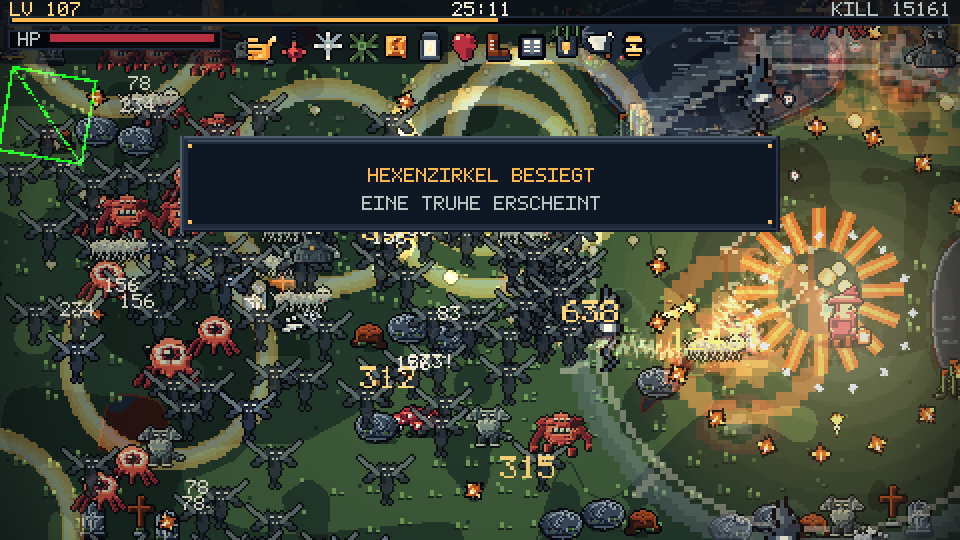 LV 107
25:11
KILL 15161
HP
78
234
HEXENZIRKEL BESIEGT
EINE TRUHE ERSCHEINT
156
156
234
638
83
312
315
78
78